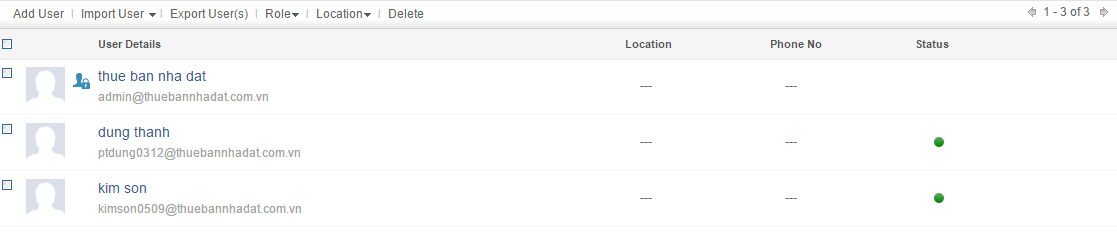 Add User Import User Export User(s) Role Location Delete 1 - 3 of 3
User Details Location Phone No Status
thue ban nha dat
admin@thuebannhadat.com.vn --- ---
dung thanh
ptdung0312@thuebannhadat.com.vn --- ---
kim son
kimson0509@thuebannhadat.com.vn --- ---